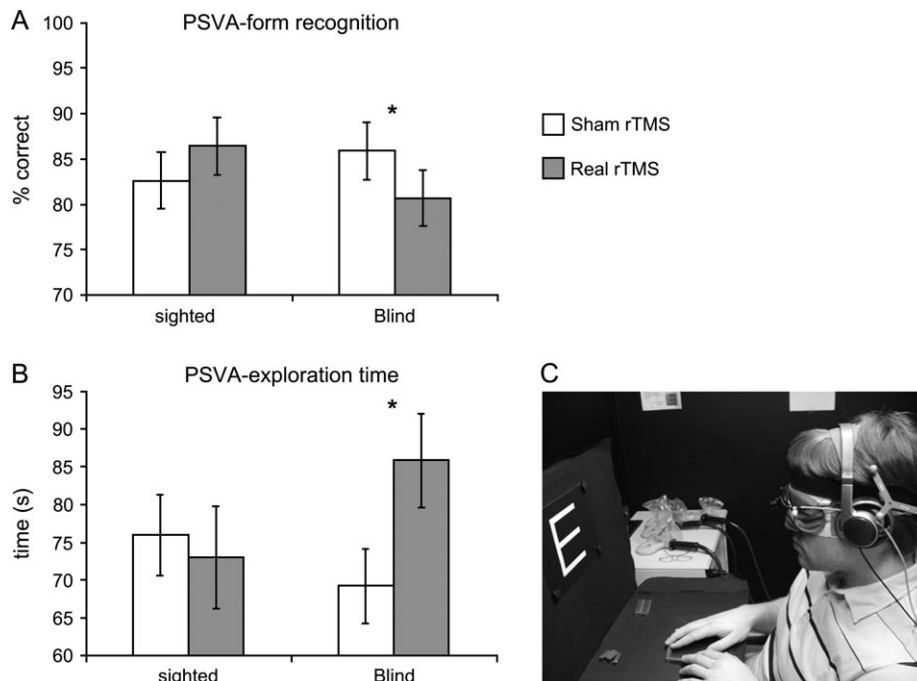 A
PSVA-form recognition
100
95
90
85
80
75
70
% correct
*
sighted
Blind
Sham rTMS
Real rTMS
B
PSVA-exploration time
95
90
85
80
75
70
65
60
time (s)
*
sighted
Blind
C
E